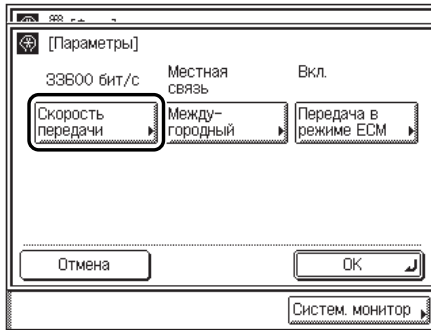 [Параметры]
33600 бит/с
Местная
связь
Вкл.
Скорость
передачи
Между-
городный
Передача в
режиме ECM
Отмена
OK
Систем. монитор